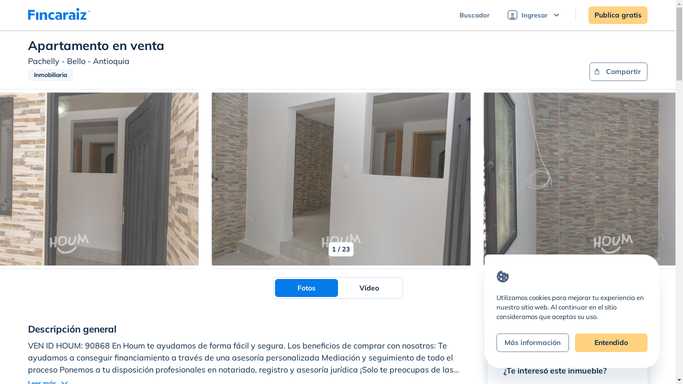 Fincaraiz
Buscador
Ingresar
Publica gratis
Apartamento en venta
Pachelly - Bello - Antioquia
Inmobiliaria
Compartir
HOUM
HOUM
HOUM
1 / 23
Fotos
Video
Utilizamos cookies para mejorar tu experiencia en
nuestro sitio web. Al continuar en el sitio
consideramos que aceptas su uso.
Más información
Entendido
Descripción general
VEN ID HOUM: 90868 En Houm te ayudamos de forma fácil y segura. Los beneficios de comprar con nosotros: Te
ayudamos a conseguir financiamiento a través de una asesoría personalizada Mediación y seguimiento de todo el
proceso Ponemos a tu disposición profesionales en notariado, registro y asesoría jurídica ¡Solo te preocupas de las...
Leer más
¿Te interesó este inmueble?